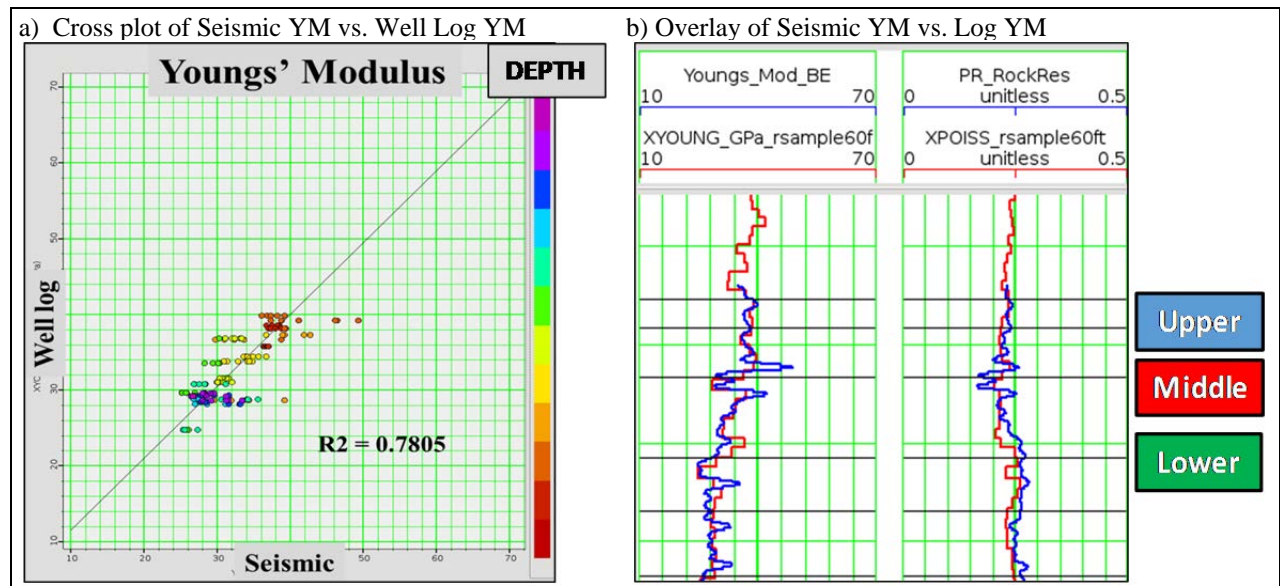 a) Cross plot of Seismic YM vs. Well Log YM
b) Overlay of Seismic YM vs. Log YM
Youngs' Modulus
DEPTH
70
60
50
30
20
10
Well log
XYC
R2 = 0.7805
10
30
50
60
70
Seismic
Youngs_Mod_BE
10 70
XYOUNG_GPa_rsample60f
10 70
PR_RockRes
0 unitless 0.5
XPOISS_rsample60ft
0 unitless 0.5
Upper
Middle
Lower